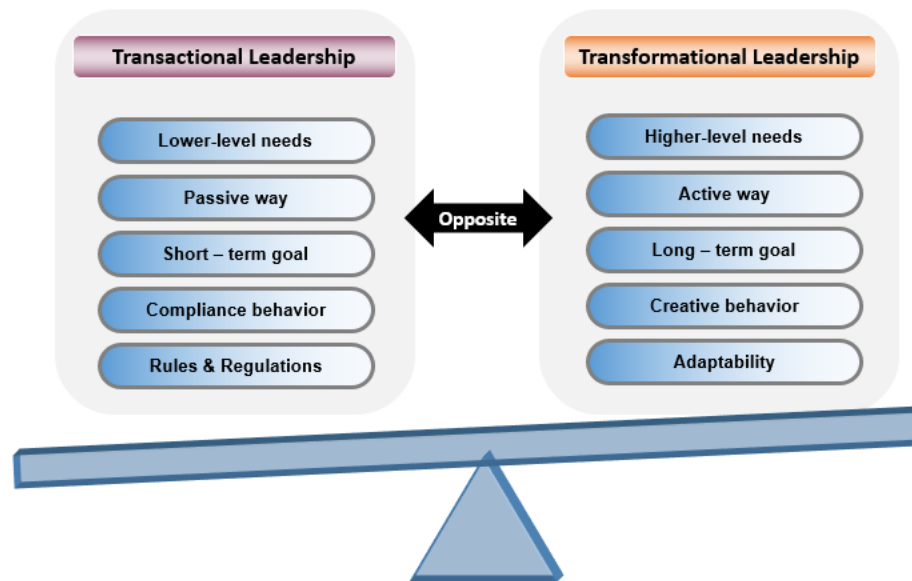 Transactional Leadership
Lower-level needs
Passive way
Short – term goal
Compliance behavior
Rules & Regulations
Opposite
Transformational Leadership
Higher-level needs
Active way
Long – term goal
Creative behavior
Adaptability